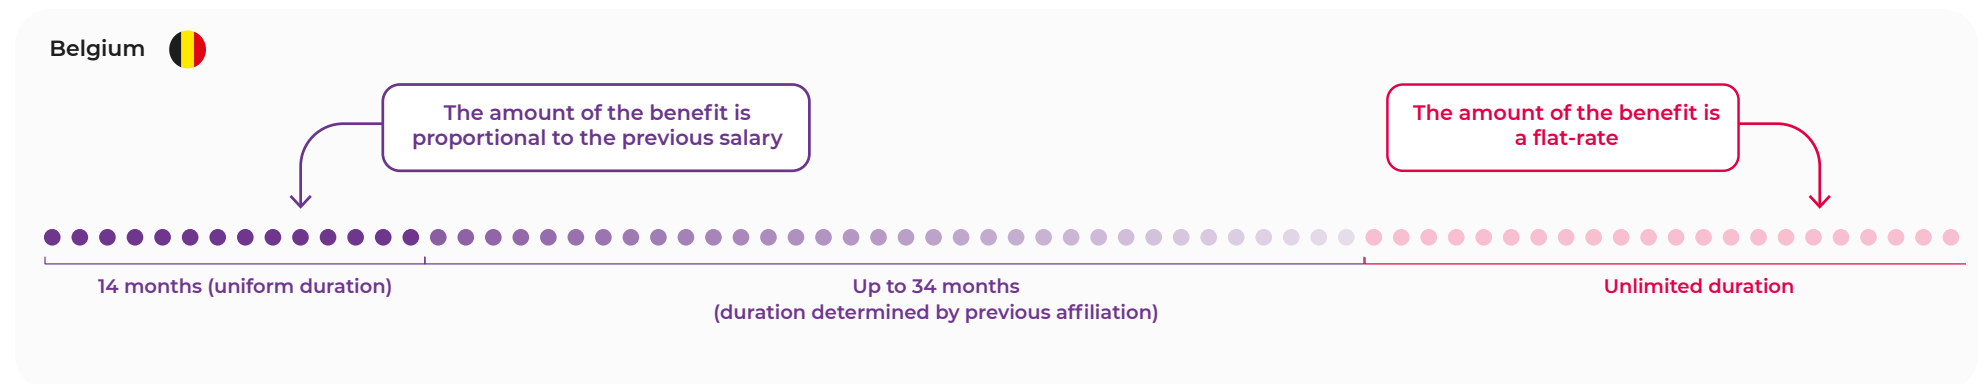 Belgium
The amount of the benefit is
proportional to the previous salary
The amount of the benefit is
a flat-rate
14 months (uniform duration)
Up to 34 months
(duration determined by previous affiliation)
Unlimited duration